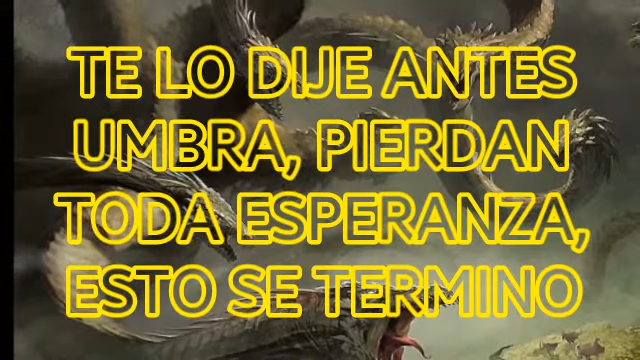 TE LO DIJE ANTES
UMBRA, PIERDAN
TODA ESPERANZA,
ESTO SE TERMINO